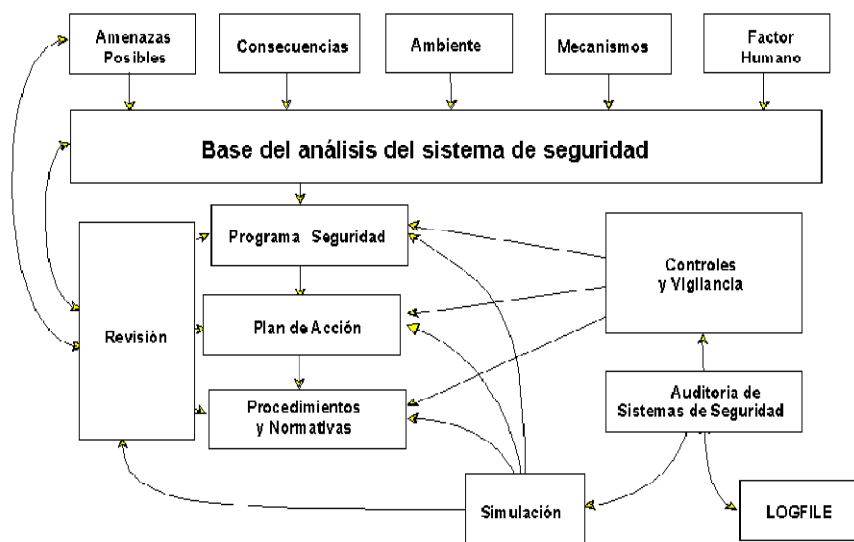 Amenazas
Posibles
Consecuencias
Ambiente
Mecanismos
Factor
Humano
Base del análisis del sistema de seguridad
Programa Seguridad
Controles
y Vigilancia
Revisión
Plan de Acción
Procedimientos
y Normativas
Auditoria de
Sistemas de Seguridad
Simulación
LOGFILE